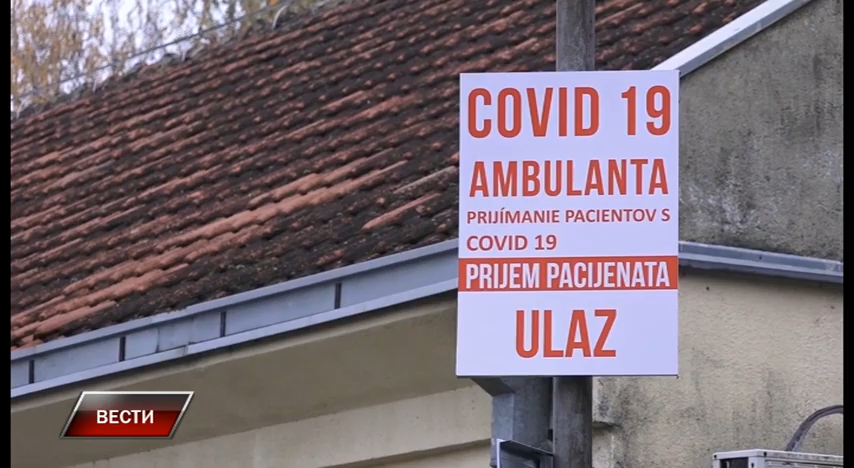 COVID 19
AMBULANTA
PRIJÍMANIE PACIENTOV S
COVID 19
PRIJEM PACIJENATA
ULAZ
ВЕСТИ